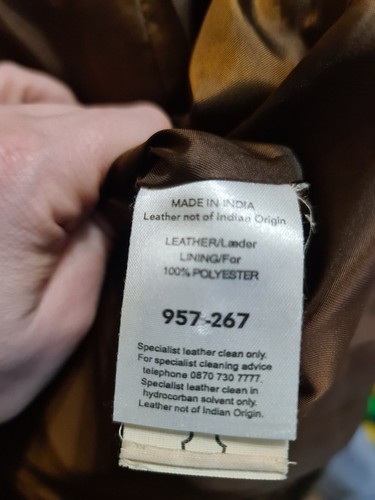 MADE IN INDIA
Leather not of Indian Origin
LEATHER/Læder
LINING/For
100% POLYESTER
957-267
Specialist leather clean only.
For specialist cleaning advice
telephone 0870 730 7777.
Specialist leather clean in
hydrocorban solvent only.
Leather not of Indian Origin.